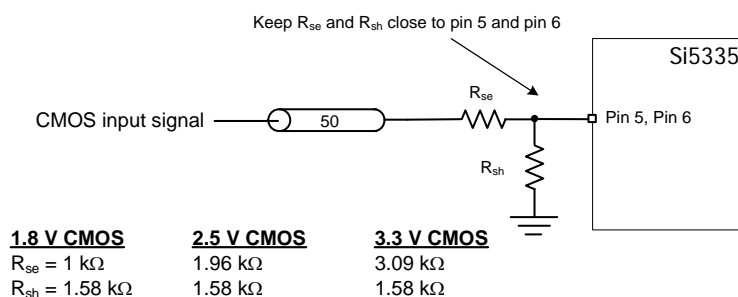 Keep Rse and Rsh close to pin 5 and pin 6
Si5335
Rse
CMOS input signal
50
Pin 5, Pin 6
Rsh
1.8 V CMOS 2.5 V CMOS 3.3 V CMOS
Rse = 1 kΩ 1.96 kΩ 3.09 kΩ
Rsh = 1.58 kΩ 1.58 kΩ 1.58 kΩ